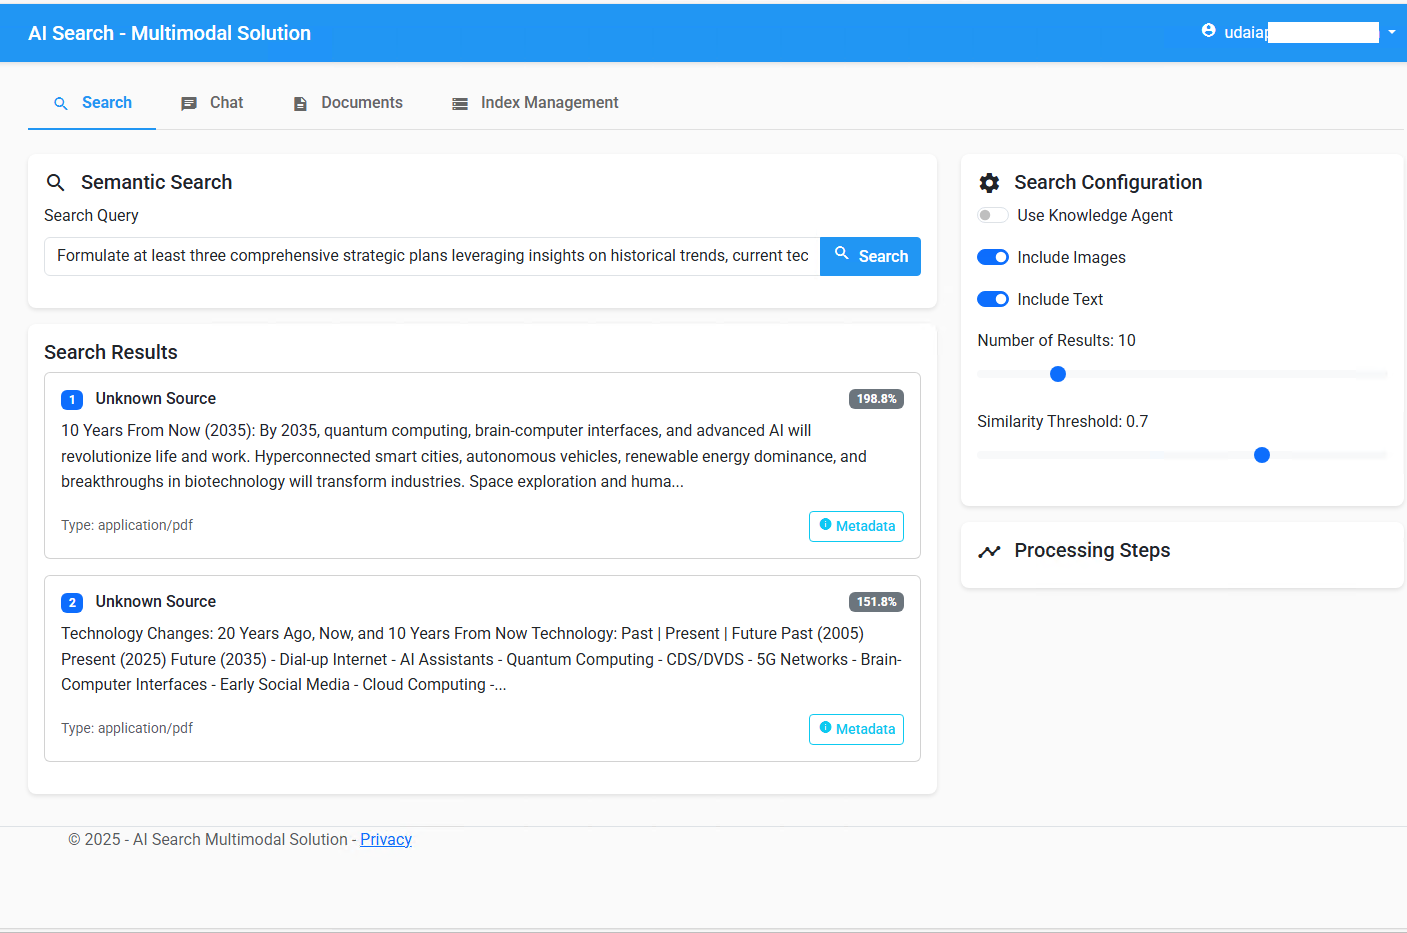 AI Search - Multimodal Solution
udaiap
Search
Chat
Documents
Index Management
Semantic Search
Search Query
Formulate at least three comprehensive strategic plans leveraging insights on historical trends, current tec
Search
Search Results
1 Unknown Source
198.8%
10 Years From Now (2035): By 2035, quantum computing, brain-computer interfaces, and advanced AI will
revolutionize life and work. Hyperconnected smart cities, autonomous vehicles, renewable energy dominance, and
breakthroughs in biotechnology will transform industries. Space exploration and huma...
Type: application/pdf
Metadata
2 Unknown Source
151.8%
Technology Changes: 20 Years Ago, Now, and 10 Years From Now Technology: Past | Present | Future Past (2005)
Present (2025) Future (2035) - Dial-up Internet - AI Assistants - Quantum Computing - CDS/DVDS - 5G Networks - Brain-
Computer Interfaces - Early Social Media - Cloud Computing -...
Type: application/pdf
Metadata
Search Configuration
Use Knowledge Agent
Include Images
Include Text
Number of Results: 10
Similarity Threshold: 0.7
Processing Steps
© 2025 - AI Search Multimodal Solution - Privacy